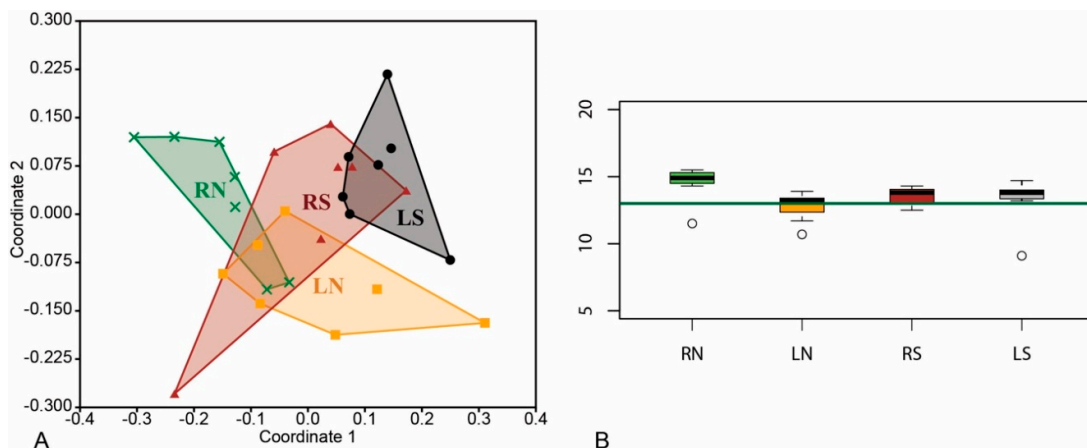 0.300
0.225
0.150
0.075
0.000
-0.075
-0.150
-0.225
-0.300
Coordinate 2
RN
RS
LS
LN
-0.4 -0.3 -0.2 -0.1 0.0 0.1 0.2 0.3 0.4
Coordinate 1
A
20
15
10
5
RN LN RS LS
B